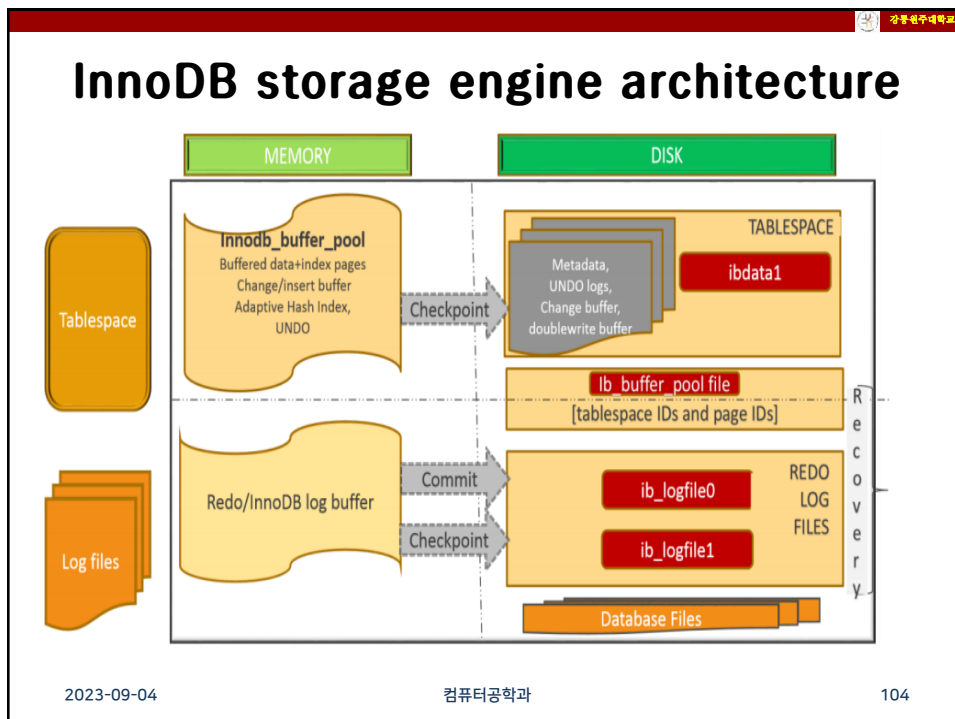 강릉원주대학교
InnoDB storage engine architecture
MEMORY
DISK
Tablespace
Innodb_buffer_pool
Buffered data+index pages
Change/insert buffer
Adaptive Hash Index,
UNDO
Checkpoint
TABLESPACE
Metadata,
UNDO logs,
Change buffer,
doublewrite buffer
ibdata1
Ib_buffer_pool file
[tablespace IDs and page IDs]
Log files
Redo/InnoDB log buffer
Commit
Checkpoint
REDO
LOG
FILES
ib_logfile0
ib_logfile1
Recovery
Database Files
2023-09-04
컴퓨터공학과
104